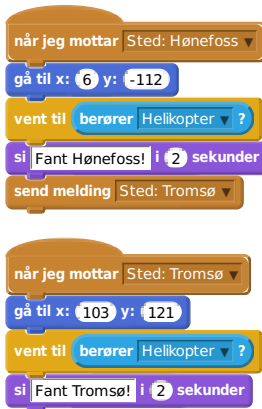 når jeg mottar Sted: Hønefoss
gå til x: 6 y: -112
vent til berører Helikopter ?
si Fant Hønefoss! i 2 sekunder
send melding Sted: Tromsø
når jeg mottar Sted: Tromsø
gå til x: 103 y: 121
vent til berører Helikopter ?
si Fant Tromsø! i 2 sekunder